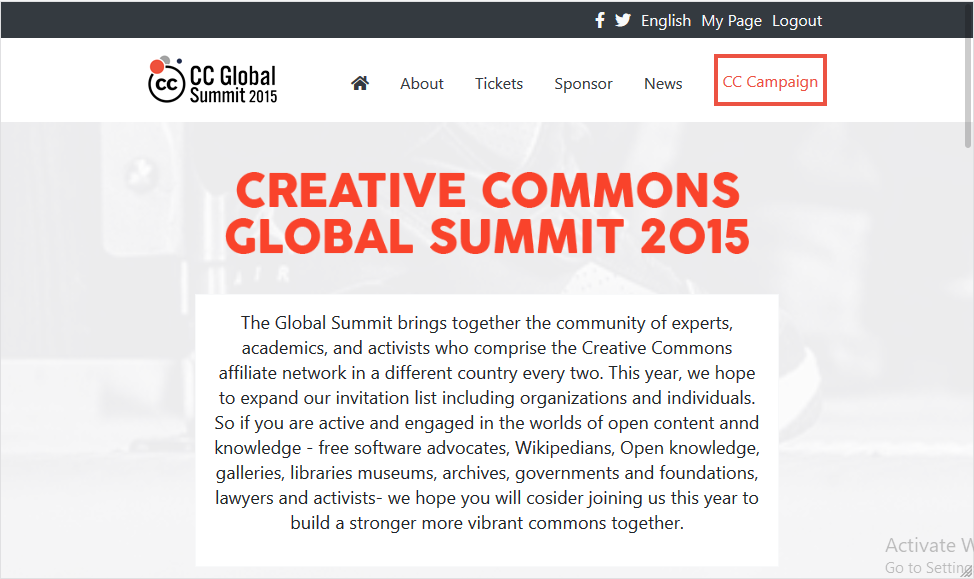 English My Page Logout
CC Global
Summit 2015
cc
About Tickets Sponsor News CC Campaign
CREATIVE COMMONS
GLOBAL SUMMIT 2015
AIR
The Global Summit brings together the community of experts,
academics, and activists who comprise the Creative Commons
affiliate network in a different country every two. This year, we hope
to expand our invitation list including organizations and individuals.
So if you are active and engaged in the worlds of open content annd
knowledge - free software advocates, Wikipedians, Open knowledge,
galleries, libraries museums, archives, governments and foundations,
lawyers and activists- we hope you will cosider joining us this year to
build a stronger more vibrant commons together.
Activate W
Go to Setting